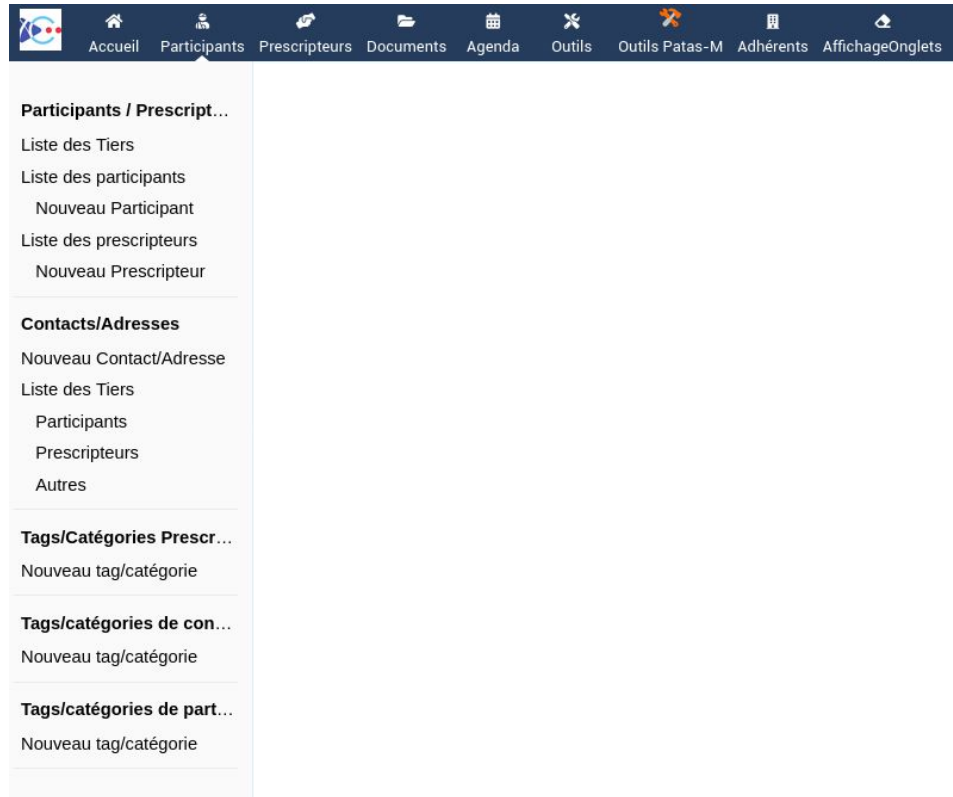 Accueil Participants Prescripteurs Documents Agenda Outils Outils Patas-M Adhérents AffichageOnglets
Participants / Prescript…
Liste des Tiers
Liste des participants
Nouveau Participant
Liste des prescripteurs
Nouveau Prescripteur
Contacts/Adresses
Nouveau Contact/Adresse
Liste des Tiers
Participants
Prescripteurs
Autres
Tags/Catégories Prescr…
Nouveau tag/catégorie
Tags/catégories de con…
Nouveau tag/catégorie
Tags/catégories de part…
Nouveau tag/catégorie